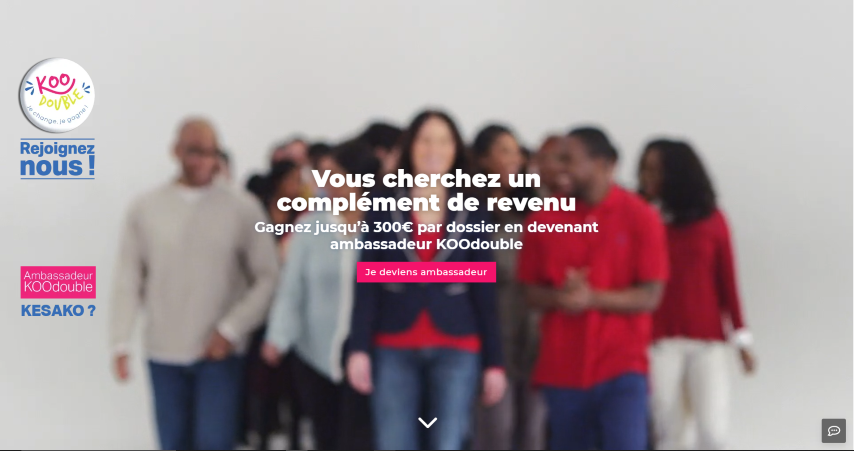 KOO
DOUBLE
je change, je gagne !
Rejoignez
nous !
Vous cherchez un
complément de revenu
Gagnez jusqu'à 300€ par dossier en devenant
ambassadeur KOOdouble
Je deviens ambassadeur
Ambassadeur
KOOdouble
KESAKO ?